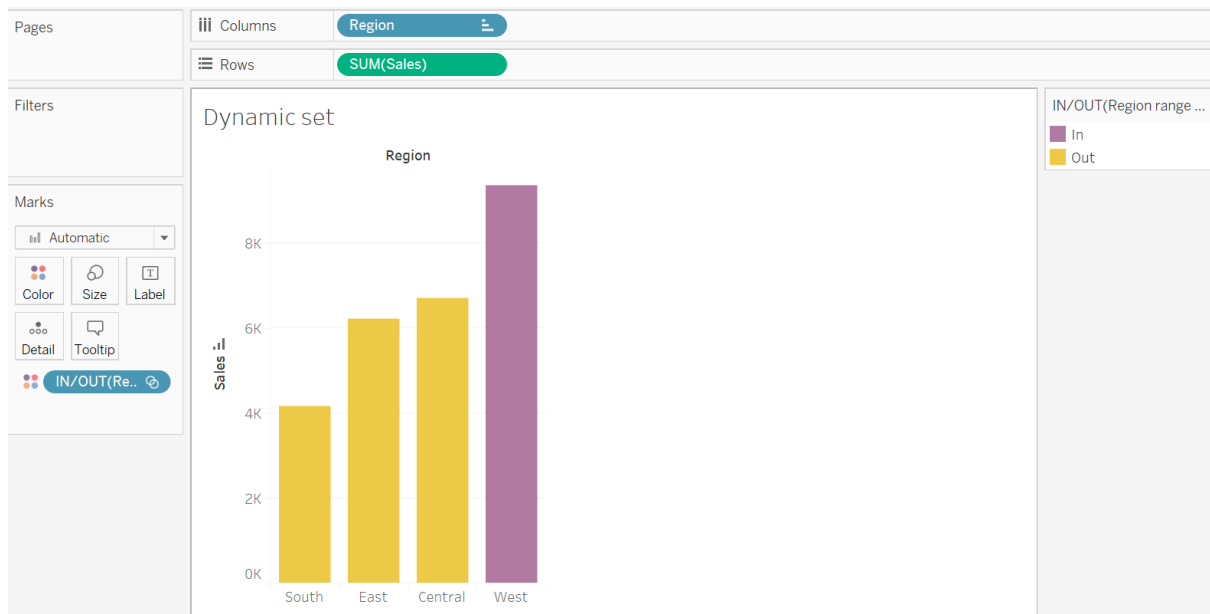 Pages
Columns
Region
Rows
SUM(Sales)
Filters
Dynamic set
IN/OUT(Region range ...
In
Out
Region
Marks
Automatic
Color
Size
T
Label
Detail
Tooltip
IN/OUT(Re..
Sales
8K
6K
4K
2K
0K
South East Central West